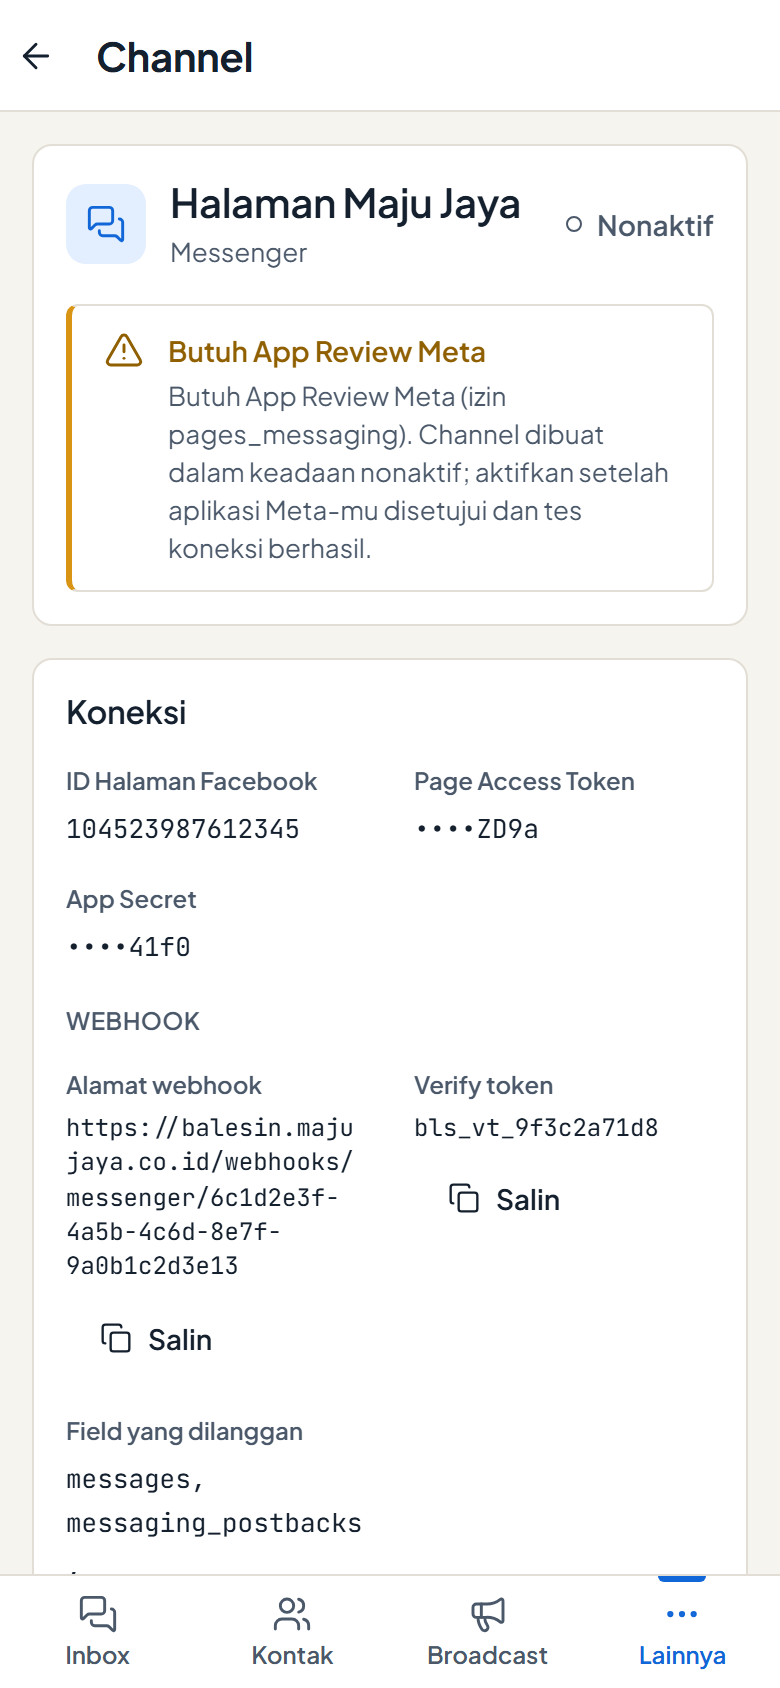 Channel
Halaman Maju Jaya
Messenger
Nonaktif
Butuh App Review Meta
Butuh App Review Meta (izin
pages_messaging). Channel dibuat
dalam keadaan nonaktif; aktifkan setelah
aplikasi Meta-mu disetujui dan tes
koneksi berhasil.
Koneksi
ID Halaman Facebook
104523987612345
Page Access Token
••••ZD9a
App Secret
••••41f0
WEBHOOK
Alamat webhook
https://balesin.maju
jaya.co.id/webhooks/
messenger/6c1d2e3f-
4a5b-4c6d-8e7f-
9a0b1c2d3e13
Salin
Verify token
bls_vt_9f3c2a71d8
Salin
Field yang dilanggan
messages,
messaging_postbacks
Inbox
Kontak
Broadcast
Lainnya